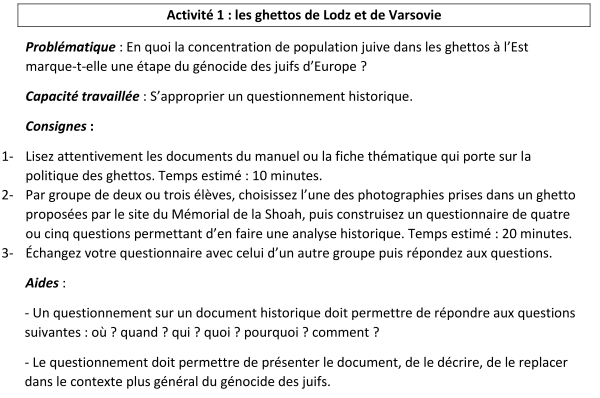 Activité 1 : les ghettos de Lodz et de Varsovie
Problématique : En quoi la concentration de population juive dans les ghettos à l'Est
marque-t-elle une étape du génocide des juifs d'Europe ?
Capacité travaillée : S'approprier un questionnement historique.
Consignes :
1- Lisez attentivement les documents du manuel ou la fiche thématique qui porte sur la
politique des ghettos. Temps estimé : 10 minutes.
2- Par groupe de deux ou trois élèves, choisissez l'une des photographies prises dans un ghetto
proposées par le site du Mémorial de la Shoah, puis construisez un questionnaire de quatre
ou cinq questions permettant d'en faire une analyse historique. Temps estimé : 20 minutes.
3- Échangez votre questionnaire avec celui d'un autre groupe puis répondez aux questions.
Aides :
- Un questionnement sur un document historique doit permettre de répondre aux questions
suivantes : où ? quand ? qui ? quoi ? pourquoi ? comment ?
- Le questionnement doit permettre de présenter le document, de le décrire, de le replacer
dans le contexte plus général du génocide des juifs.